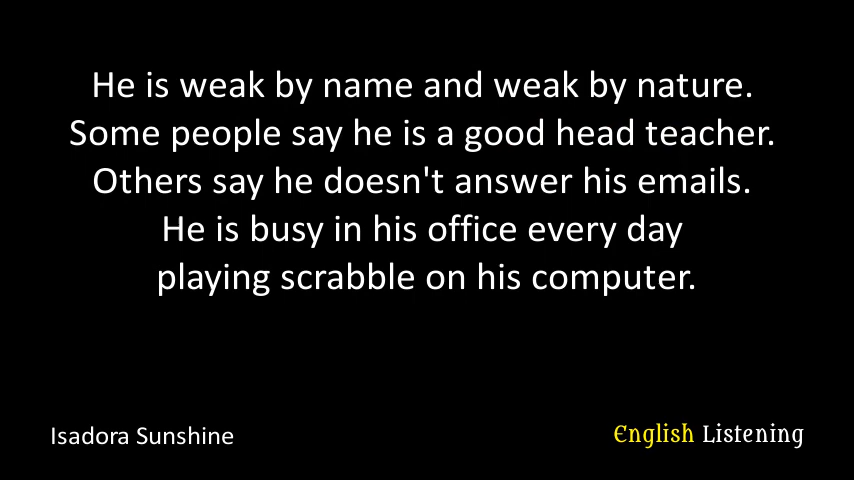 He is weak by name and weak by nature.
Some people say he is a good head teacher.
Others say he doesn't answer his emails.
He is busy in his office every day
playing scrabble on his computer.
Isadora Sunshine
English Listening